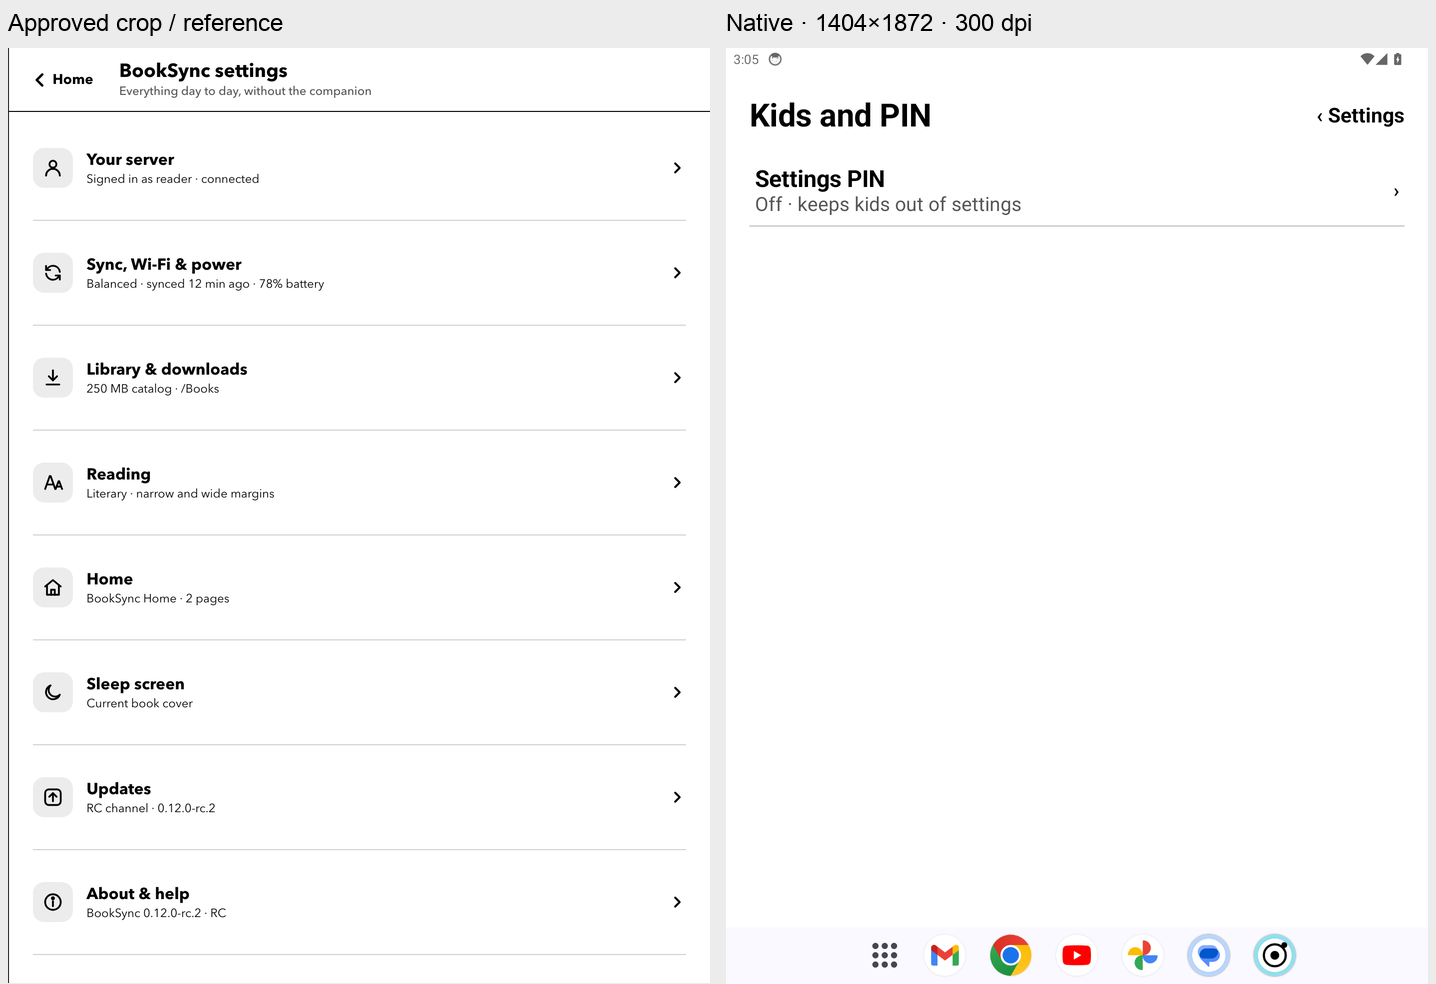 Approved crop / reference
Home
BookSync settings
Everything day to day, without the companion
Your server
Signed in as reader · connected
Sync, Wi-Fi & power
Balanced · synced 12 min ago · 78% battery
Library & downloads
250 MB catalog · /Books
AA
Reading
Literary · narrow and wide margins
Home
BookSync Home · 2 pages
Sleep screen
Current book cover
Updates
RC channel · 0.12.0-rc.2
About & help
BookSync 0.12.0-rc.2 · RC
Native · 1404×1872 · 300 dpi
3:05
Kids and PIN
‹ Settings
Settings PIN
Off · keeps kids out of settings
›